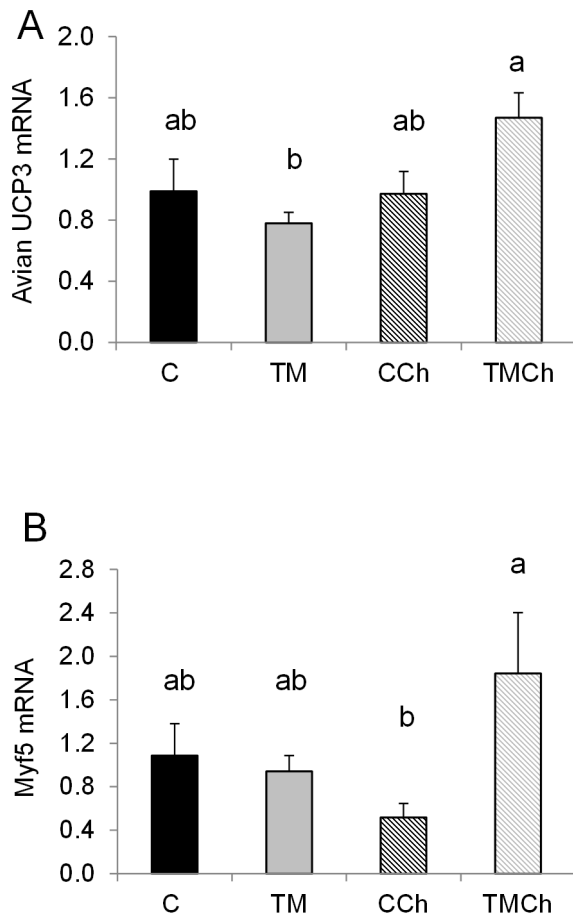 A
Avian UCP3 mRNA
2.0
1.6
1.2
0.8
0.4
0.0
ab
b
ab
a
C TM CCh TMCh
B
Myf5 mRNA
2.8
2.4
2.0
1.6
1.2
0.8
0.4
0.0
ab
ab
b
a
C TM CCh TMCh